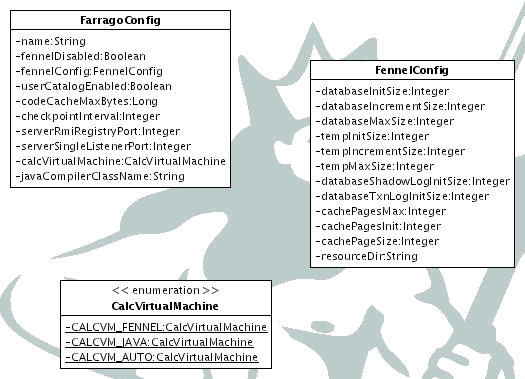 FarragoConfig
-name:String
-fennelDisabled:Boolean
-fennelConfig:FennelConfig
-userCatalogEnabled:Boolean
-codeCacheMaxBytes:Long
-checkpointInterval:Integer
-serverRmiRegistryPort:Integer
-serverSingleListenerPort:Integer
-calcVirtualMachine:CalcVirtualMachine
-javaCompilerClassName:String
FennelConfig
-databaseInitSize:Integer
-databaseIncrementSize:Integer
-databaseMaxSize:Integer
-tempInitSize:Integer
-tempIncrementSize:Integer
-tempMaxSize:Integer
-databaseShadowLogInitSize:Integer
-databaseTxnLogInitSize:Integer
-cachePagesMax:Integer
-cachePagesInit:Integer
-cachePageSize:Integer
-resourceDir:String
<< enumeration >>
CalcVirtualMachine
-CALCVM_FENNEL:CalcVirtualMachine
-CALCVM_JAVA:CalcVirtualMachine
-CALCVM_AUTO:CalcVirtualMachine